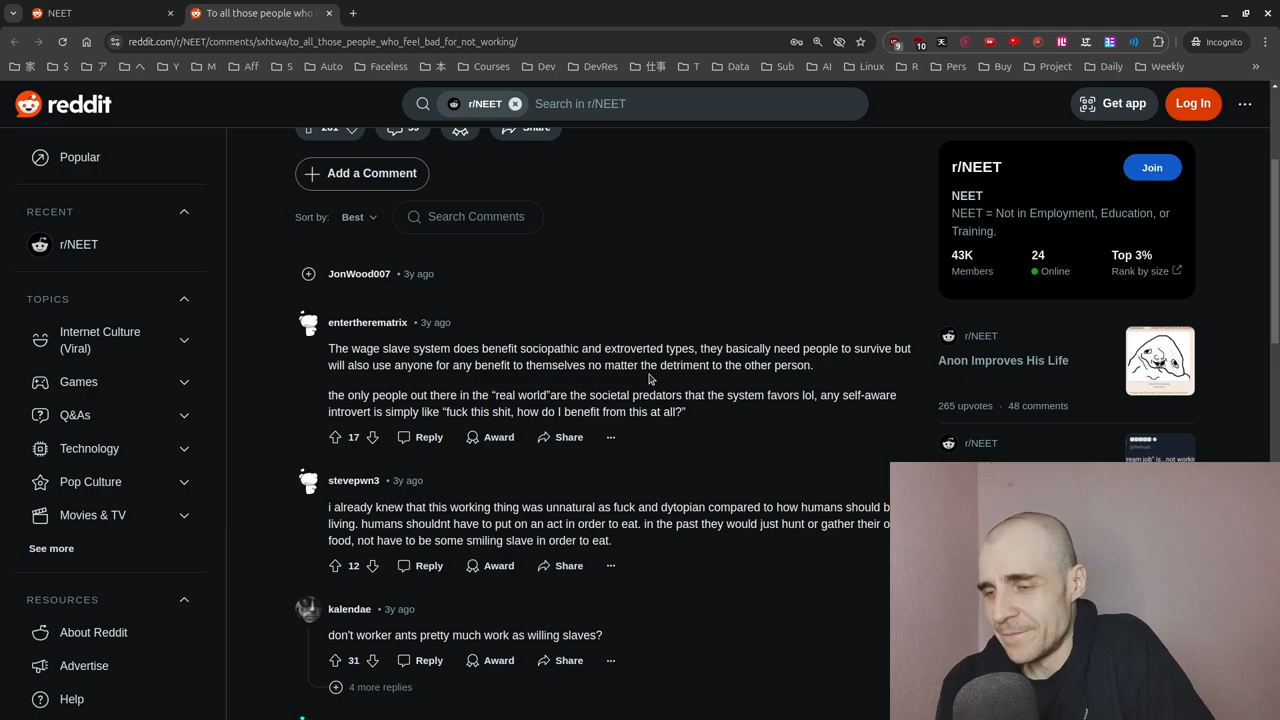 NEET
To all those people who
reddit.com/r/NEET/comments/sxhtwa/to_all_those_people_who_feel_bad_for_not_working/
9
10
Incognito
家
$
ア
へ
Y
M
Aff
S
Auto
Faceless
本
Courses
Dev
DevRes
仕事
T
Data
Sub
AI
Linux
R
Pers
Buy
Project
Daily
Weekly
reddit
r/NEET
Search in r/NEET
Get app
Log In
Popular
RECENT
r/NEET
TOPICS
Internet Culture
(Viral)
Games
Q&As
Technology
Pop Culture
Movies & TV
See more
RESOURCES
About Reddit
Advertise
Help
Share
Add a Comment
Sort by:
Best
Search Comments
JonWood007 • 3y ago
entertherematrix • 3y ago
The wage slave system does benefit sociopathic and extroverted types, they basically need people to survive but
will also use anyone for any benefit to themselves no matter the detriment to the other person.
the only people out there in the “real world”are the societal predators that the system favors lol, any self-aware
introvert is simply like “fuck this shit, how do I benefit from this at all?”
17
Reply
Award
Share
stevepwn3 • 3y ago
i already knew that this working thing was unnatural as fuck and dytopian compared to how humans should b
living. humans shouldnt have to put on an act in order to eat. in the past they would just hunt or gather their o
food, not have to be some smiling slave in order to eat.
12
Reply
Award
Share
kalendae • 3y ago
don't worker ants pretty much work as willing slaves?
31
Reply
Award
Share
4 more replies
r/NEET
Join
NEET
NEET = Not in Employment, Education, or
Training.
43K
24
Top 3%
Members
Online
Rank by size
r/NEET
Anon Improves His Life
265 upvotes • 48 comments
r/NEET